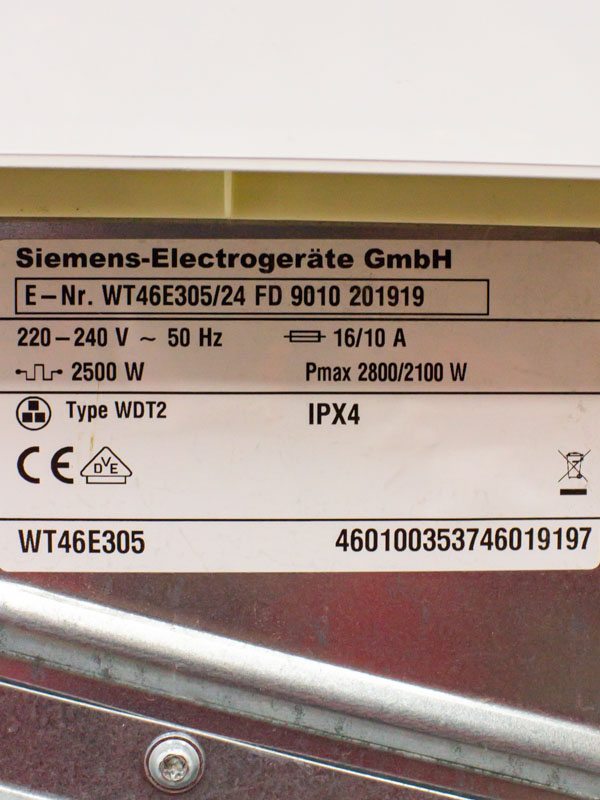 Siemens-Electrogeräte GmbH
E-Nr. WT46E305/24 FD 9010 201919
220-240 V ~ 50 Hz 16/10 A
2500 W Pmax 2800/2100 W
Type WDT2 IPX4
CE DVE
WT46E305 460100353746019197